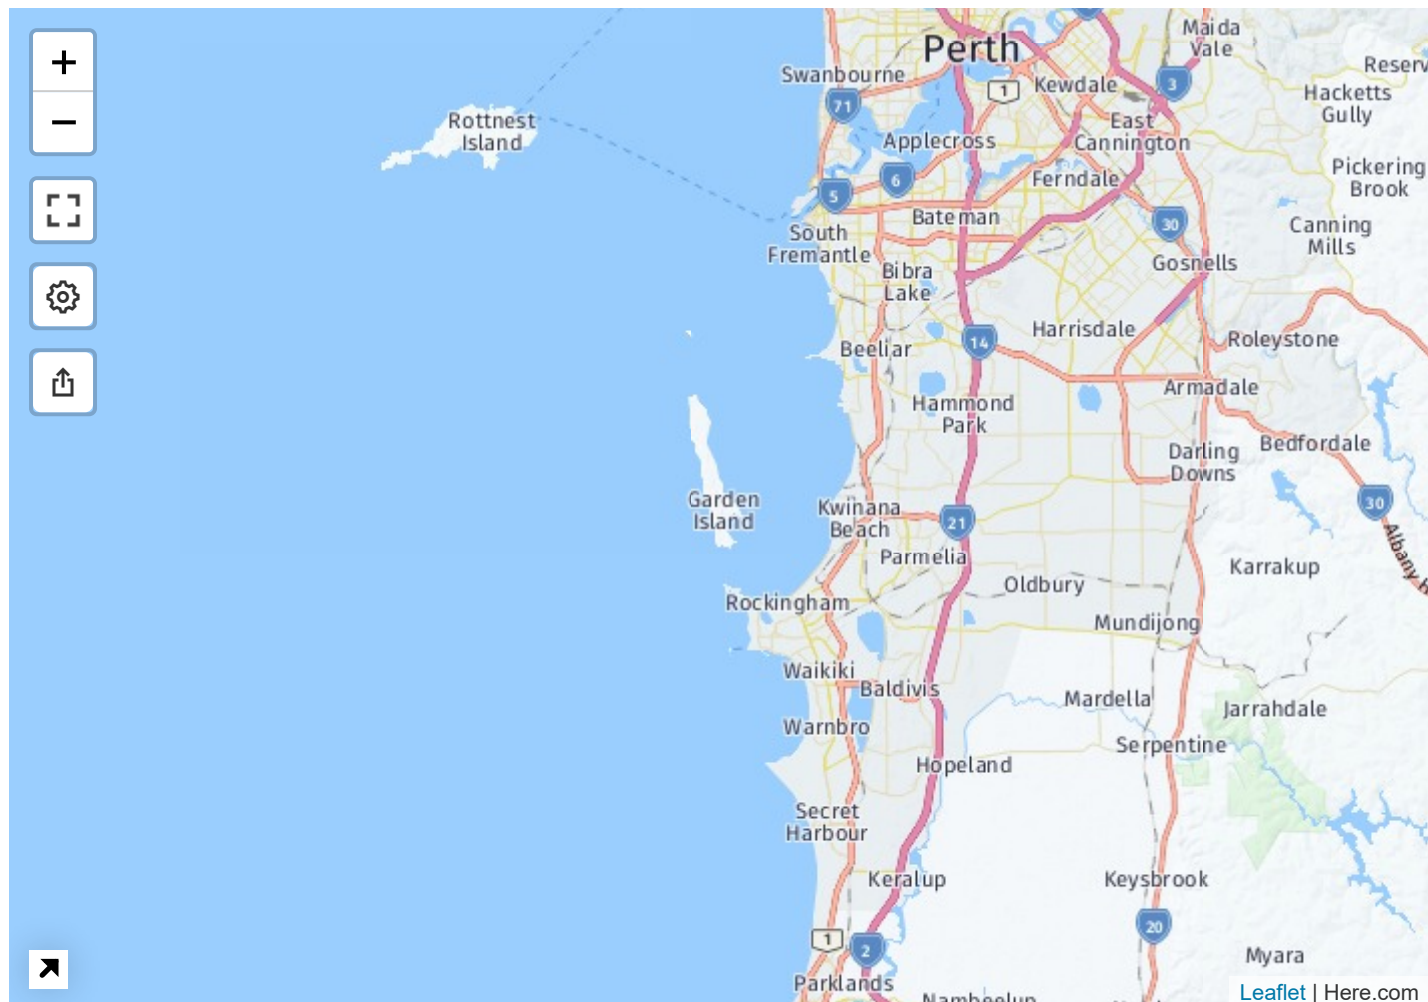 Maida
Vale
Perth
Reserv
Swanbourne
3
Kewdale
1
Hacketts
Gully
71
Rottnest
Island
East
Cannington
Applecross
Pickering
Brook
6
Ferndale
5
Bateman
30
Canning
Mills
South
Fremantle
Gosnells
Bibra
Lake
Harrisdale
14
Roleystone
Beeliar
Armadale
Hammond
Park
Bedfordale
Darling
Downs
Garden
Island
Kwinana
Beach
21
30
Albany
Parmelia
Karrakup
Oldbury
Rockingham
Mundijong
Waikiki
Baldivis
Mardella
Jarrahdale
Warnbro
Serpentine
Hopeland
Secret
Harbour
Keralup
Keysbrook
20
1
2
Myara
Parklands
Nambeelup
Leaflet | Here.com